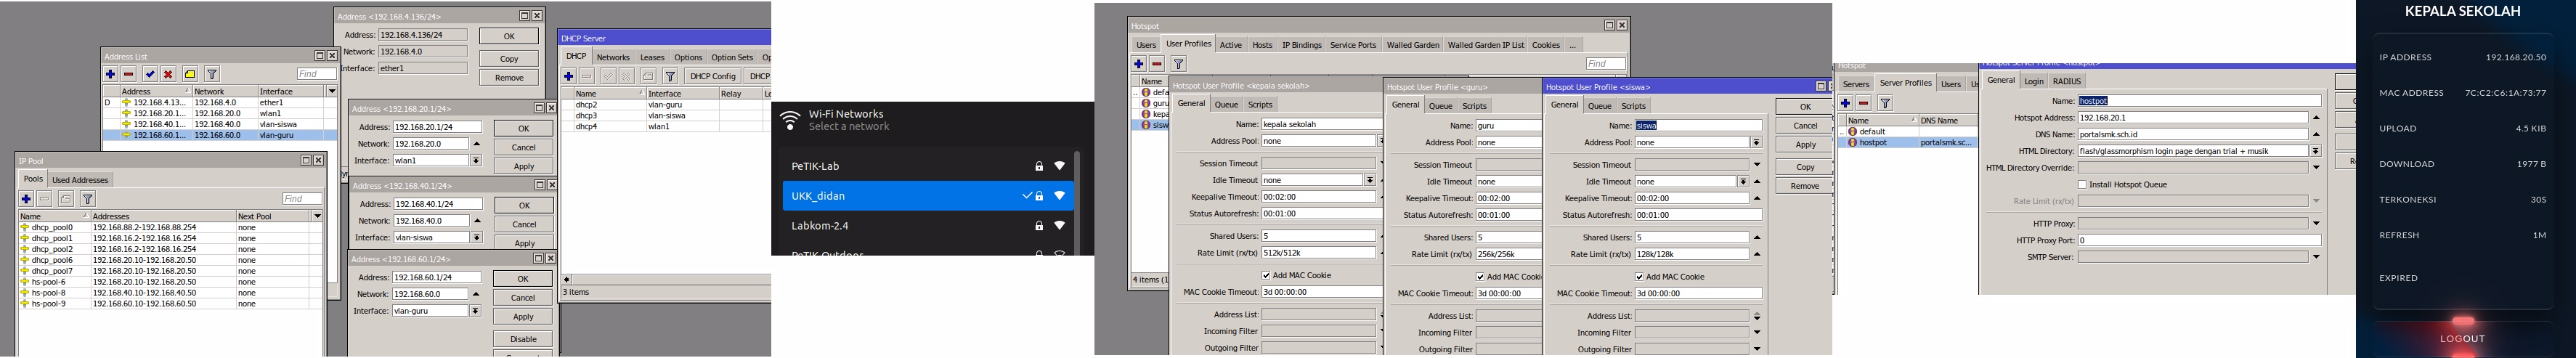 Address <192.168.4.136/24>
Address: 192.168.4.136/24
Network: 192.168.4.0
Interface: ether1
OK
Copy
Remove
Address List
Find
Address Network Interface
D 192.168.4.13... 192.168.4.0 ether1
192.168.20.1... 192.168.20.0 wlan1
192.168.40.1... 192.168.40.0 vlan-siswa
192.168.60.1... 192.168.60.0 vlan-guru
IP Pool
Pools Used Addresses
Find
Name Addresses Next Pool
dhcp_pool0 192.168.88.2-192.168.88.254 none
dhcp_pool1 192.168.16.2-192.168.16.254 none
dhcp_pool2 192.168.16.2-192.168.16.254 none
dhcp_pool6 192.168.20.10-192.168.20.50 none
dhcp_pool7 192.168.20.10-192.168.20.50 none
hs-pool-6 192.168.20.10-192.168.20.50 none
hs-pool-8 192.168.40.10-192.168.40.50 none
hs-pool-9 192.168.60.10-192.168.60.50 none
Address <192.168.20.1/24>
Address: 192.168.20.1/24
Network: 192.168.20.0
Interface: wlan1
OK
Cancel
Apply
Address <192.168.40.1/24>
Address: 192.168.40.1/24
Network: 192.168.40.0
Interface: vlan-siswa
OK
Cancel
Apply
Address <192.168.60.1/24>
Address: 192.168.60.1/24
Network: 192.168.60.0
Interface: vlan-guru
OK
Cancel
Apply
Disable
DHCP Server
DHCP Networks Leases Options Option Sets Op
DHCP Config DHCP
Name Interface Relay Le
dhcp2 vlan-guru
dhcp3 vlan-siswa
dhcp4 wlan1
3 items
Wi-Fi Networks
Select a network
PeTIK-Lab
UKK_didan
Labkom-2.4
PeTIK-Outdoor
Hotspot
Users User Profiles Active Hosts IP Bindings Service Ports Walled Garden Walled Garden IP List Cookies ...
Find
Name
defa
guru
kepa
sisw
4 items (1
Hotspot User Profile <kepala sekolah>
General Queue Scripts
Name: kepala sekolah
Address Pool: none
Session Timeout
Idle Timeout none
Keepalive Timeout: 00:02:00
Status Autorefresh: 00:01:00
Shared Users: 5
Rate Limit (rx/tx) 512k/512k
Add MAC Cookie
MAC Cookie Timeout: 3d 00:00:00
Address List:
Incoming Filter
Outgoing Filter
Hotspot User Profile <guru>
General Queue Scripts
Name: guru
Address Pool: none
Session Timeout
Idle Timeout: none
Keepalive Timeout: 00:02:00
Status Autorefresh: 00:01:00
Shared Users: 5
Rate Limit (rx/tx) 256k/256k
Add MAC Cooki
MAC Cookie Timeout: 3d 00:00:00
Address List:
Incoming Filter
Outgoing Filter
Hotspot User Profile <siswa>
General Queue Scripts
Name: siswa
Address Pool: none
Session Timeout
Idle Timeout: none
Keepalive Timeout: 00:02:00
Status Autorefresh: 00:01:00
Shared Users: 5
Rate Limit (rx/tx) 128k/128k
Add MAC Cookie
MAC Cookie Timeout: 3d 00:00:00
Address List:
Incoming Filter
Outgoing Filter
OK
Cancel
Apply
Copy
Remove
Hotspot
Servers Server Profiles Users Us
Name DNS Name
default
hostpot portalsmk.sc...
Hotspot Server Profile <hostpot>
General Login RADIUS
Name: hostpot
Hotspot Address: 192.168.20.1
DNS Name: portalsmk.sch.id
HTML Directory: flash/glassmorphism login page dengan trial + musik
HTML Directory Override:
Install Hotspot Queue
Rate Limit (rx/tx)
HTTP Proxy:
HTTP Proxy Port: 0
SMTP Server:
KEPALA SEKOLAH
IP ADDRESS 192.168.20.50
MAC ADDRESS 7C:C2:C6:1A:73:77
UPLOAD 4.5 KIB
DOWNLOAD 1977 B
TERKONEKSI 30S
REFRESH 1M
EXPIRED
LOGOUT